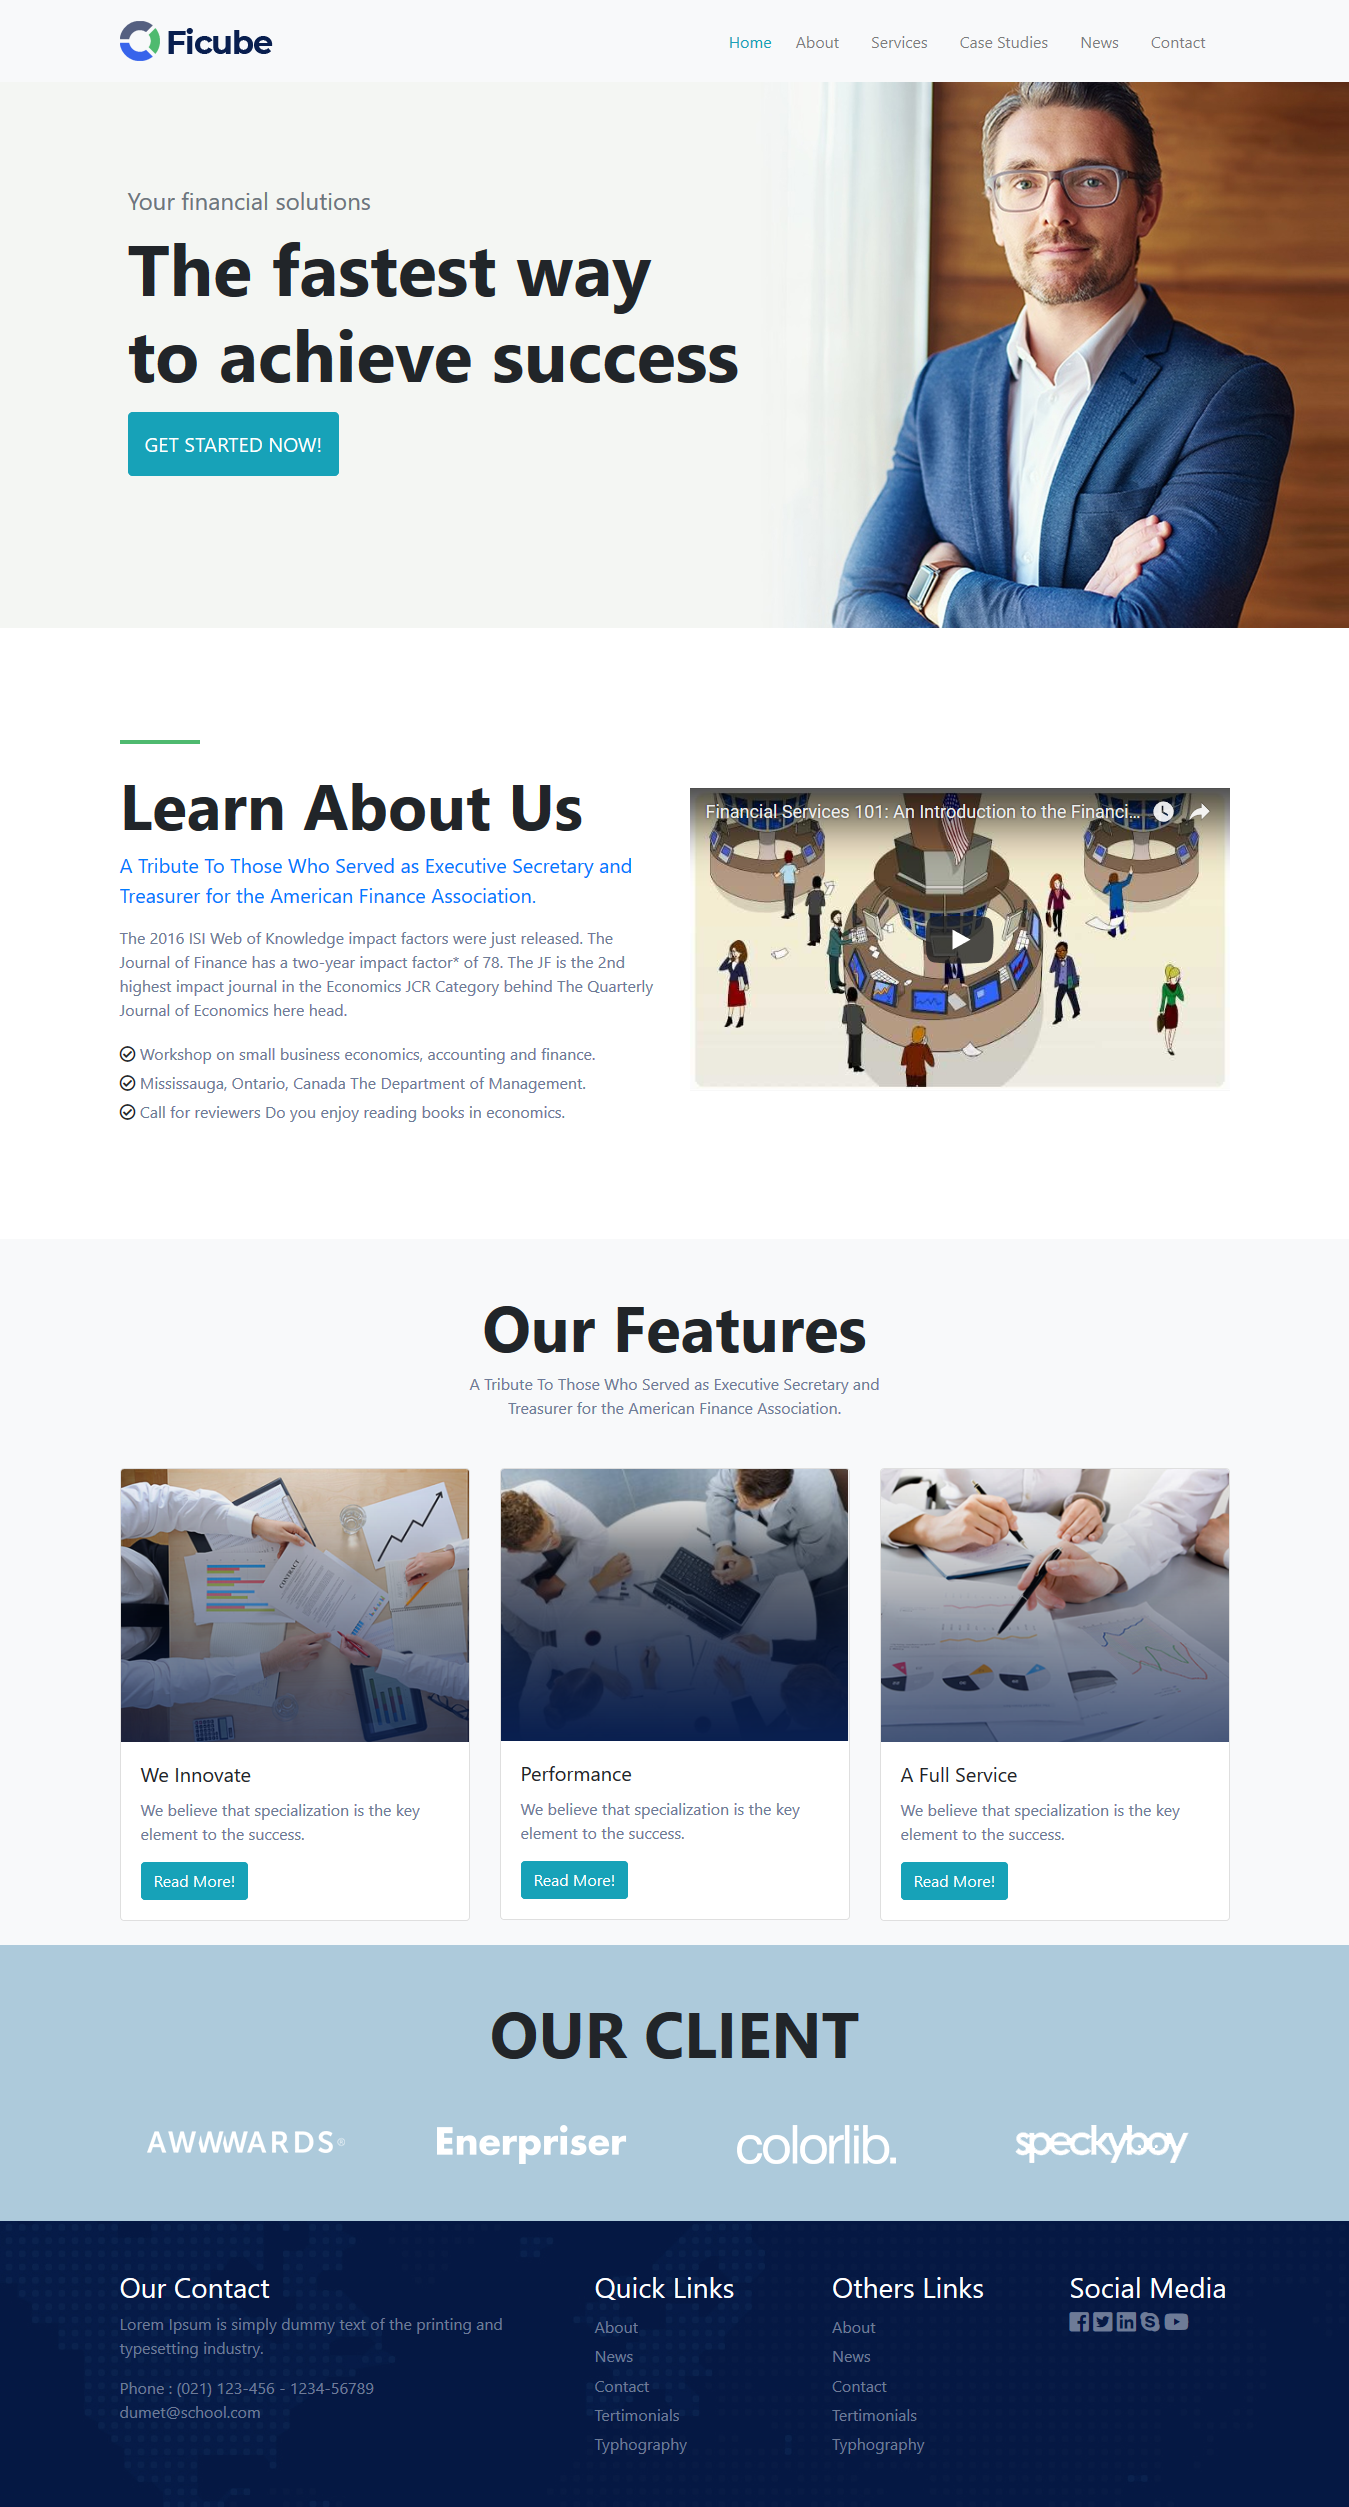 Ficube
Home About Services Case Studies News Contact
Your financial solutions
The fastest way
to achieve success
GET STARTED NOW!
Learn About Us
A Tribute To Those Who Served as Executive Secretary and
Treasurer for the American Finance Association.
The 2016 ISI Web of Knowledge impact factors were just released. The
Journal of Finance has a two-year impact factor* of 78. The JF is the 2nd
highest impact journal in the Economics JCR Category behind The Quarterly
Journal of Economics here head.
Workshop on small business economics, accounting and finance.
Mississauga, Ontario, Canada The Department of Management.
Call for reviewers Do you enjoy reading books in economics.
Financial Services 101: An Introduction to the Financi...
Our Features
A Tribute To Those Who Served as Executive Secretary and
Treasurer for the American Finance Association.
CONTRACT
We Innovate
We believe that specialization is the key
element to the success.
Read More!
Performance
We believe that specialization is the key
element to the success.
Read More!
A Full Service
We believe that specialization is the key
element to the success.
Read More!
OUR CLIENT
AWWWARDS®
Enerpriser
colorlib.
speckyboy
Our Contact
Lorem Ipsum is simply dummy text of the printing and
typesetting industry.
Phone : (021) 123-456 - 1234-56789
dumet@school.com
Quick Links
About
News
Contact
Tertimonials
Typhography
Others Links
About
News
Contact
Tertimonials
Typhography
Social Media